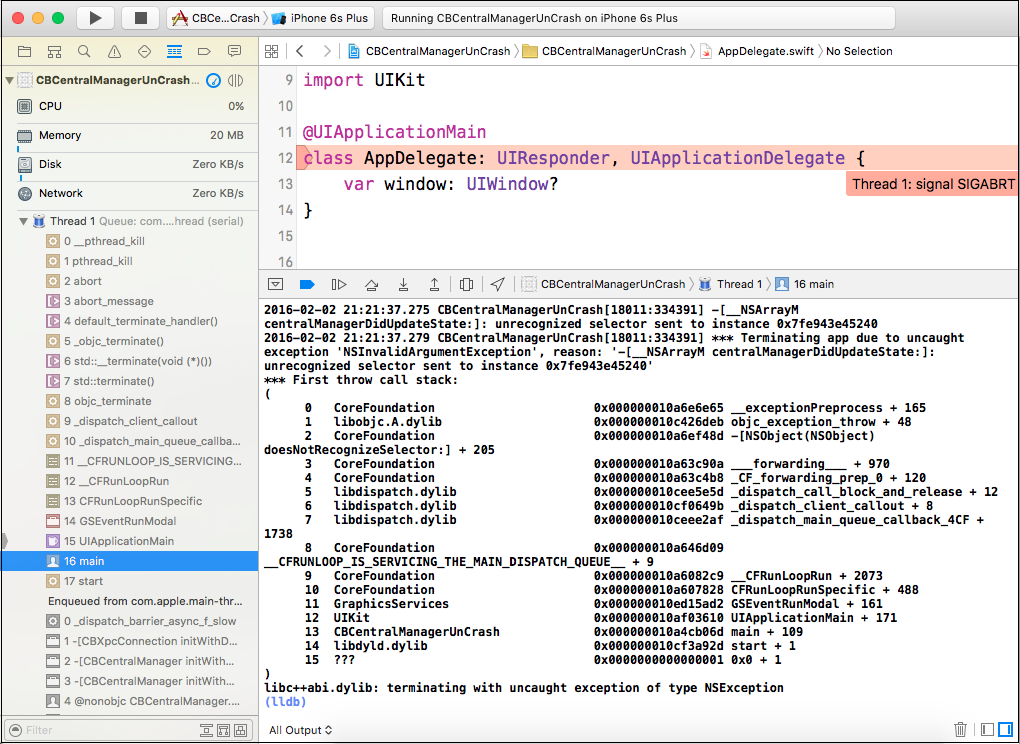 CBCe...Crash
iPhone 6s Plus
Running CBCentralManagerUnCrash on iPhone 6s Plus
CBCentralManagerUnCrash
CBCentralManagerUnCrash
AppDelegate.swift
No Selection
CBCentralManagerUnCrash...
CPU 0%
Memory 20 MB
Disk Zero KB/s
Network Zero KB/s
Thread 1 Queue: com....hread (serial)
0 __pthread_kill
1 pthread_kill
2 abort
3 abort_message
4 default_terminate_handler()
5 _objc_terminate()
6 std::__terminate(void (*)())
7 std::terminate()
8 objc_terminate
9 _dispatch_client_callout
10 _dispatch_main_queue_callba...
11 __CFRUNLOOP_IS_SERVICING...
12 __CFRunLoopRun
13 CFRunLoopRunSpecific
14 GSEventRunModal
15 UIApplicationMain
16 main
17 start
Enqueued from com.apple.main-thr...
0 _dispatch_barrier_async_f_slow
1 -[CBXpcConnection initWithD...
2 -[CBCentralManager initWith...
3 -[CBCentralManager initWith...
4 @nonobjc CBCentralManager....
Filter
9 import UIKit
10
11 @UIApplicationMain
12 class AppDelegate: UIResponder, UIApplicationDelegate {
Thread 1: signal SIGABRT
13 var window: UIWindow?
14 }
15
16
CBCentralManagerUnCrash
Thread 1
16 main
2016-02-02 21:21:37.275 CBCentralManagerUnCrash[18011:334391] -[__NSArrayM
centralManagerDidUpdateState:]: unrecognized selector sent to instance 0x7fe943e45240
2016-02-02 21:21:37.279 CBCentralManagerUnCrash[18011:334391] *** Terminating app due to uncaught
exception 'NSInvalidArgumentException', reason: '-[__NSArrayM centralManagerDidUpdateState:]:
unrecognized selector sent to instance 0x7fe943e45240'
*** First throw call stack:
(
0 CoreFoundation 0x000000010a6e6e65 __exceptionPreprocess + 165
1 libobjc.A.dylib 0x000000010c426deb objc_exception_throw + 48
2 CoreFoundation 0x000000010a6ef48d -[NSObject(NSObject)
doesNotRecognizeSelector:] + 205
3 CoreFoundation 0x000000010a63c90a ___forwarding___ + 970
4 CoreFoundation 0x000000010a63c4b8 _CF_forwarding_prep_0 + 120
5 libdispatch.dylib 0x000000010cee5e5d _dispatch_call_block_and_release + 12
6 libdispatch.dylib 0x000000010cf0649b _dispatch_client_callout + 8
7 libdispatch.dylib 0x000000010ceee2af _dispatch_main_queue_callback_4CF +
1738
8 CoreFoundation 0x000000010a646d09
__CFRUNLOOP_IS_SERVICING_THE_MAIN_DISPATCH_QUEUE__ + 9
9 CoreFoundation 0x000000010a6082c9 __CFRunLoopRun + 2073
10 CoreFoundation 0x000000010a607828 CFRunLoopRunSpecific + 488
11 GraphicsServices 0x000000010ed15ad2 GSEventRunModal + 161
12 UIKit 0x000000010af03610 UIApplicationMain + 171
13 CBCentralManagerUnCrash 0x000000010a4cb06d main + 109
14 libdyld.dylib 0x000000010cf3a92d start + 1
15 ??? 0x0000000000000001 0x0 + 1
)
libc++abi.dylib: terminating with uncaught exception of type NSException
(lldb)
All Output